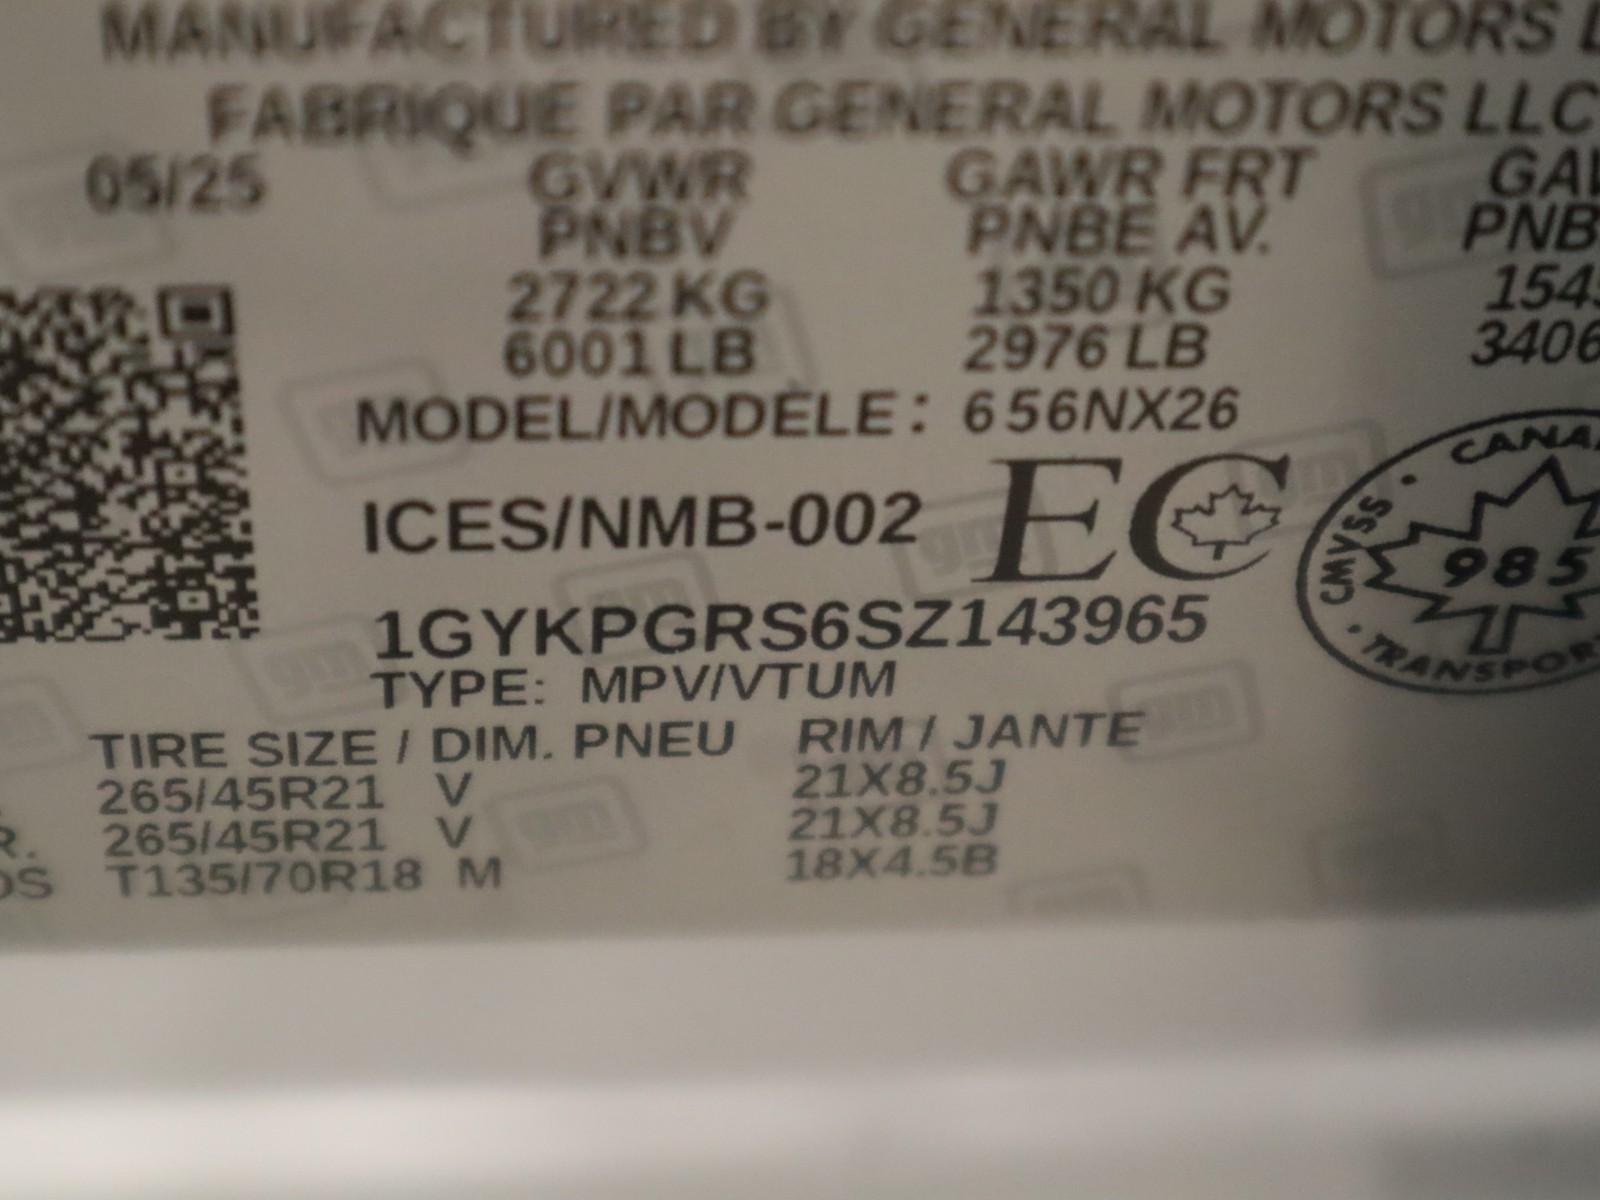 MANUFACTURED BY GENERAL MOTORS
FABRIQUE PAR GENERAL MOTORS LLC
05/25 GVWR GAWR FRT
PNBV PNBE AV.
2722 KG 1350 KG
6001 LB 2976 LB 3406
MODEL/MODÈLE: 656NX26
ICES/NMB-002 EC
CMVSS
985
1GYKPGRS6SZ143965
TYPE: MPV/VTUM
TIRE SIZE / DIM. PNEU RIM / JANTE
265/45R21 V 21X8.5J
265/45R21 V 21X8.5J
T135/70R18 M 18X4.5B